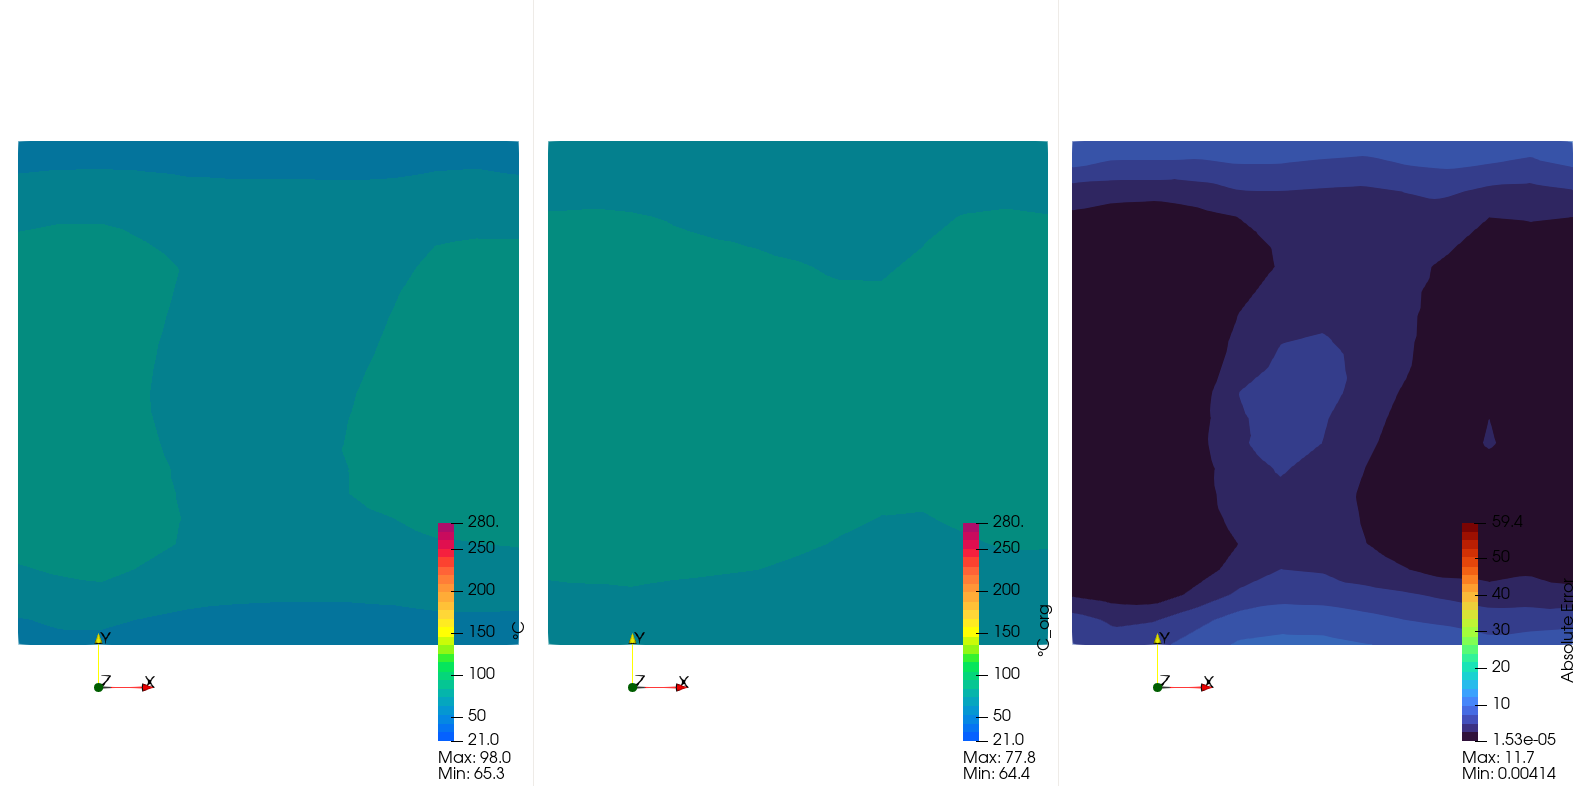 280.
250
200
150
100
50
21.0
°C
Max: 98.0
Min: 65.3
Y
Z
X
280.
250
200
150
100
50
21.0
°C_org
Max: 77.8
Min: 64.4
Y
Z
X
59.4
50
40
30
20
10
1.53e-05
Absolute Error
Max: 11.7
Min: 0.00414
Y
Z
X